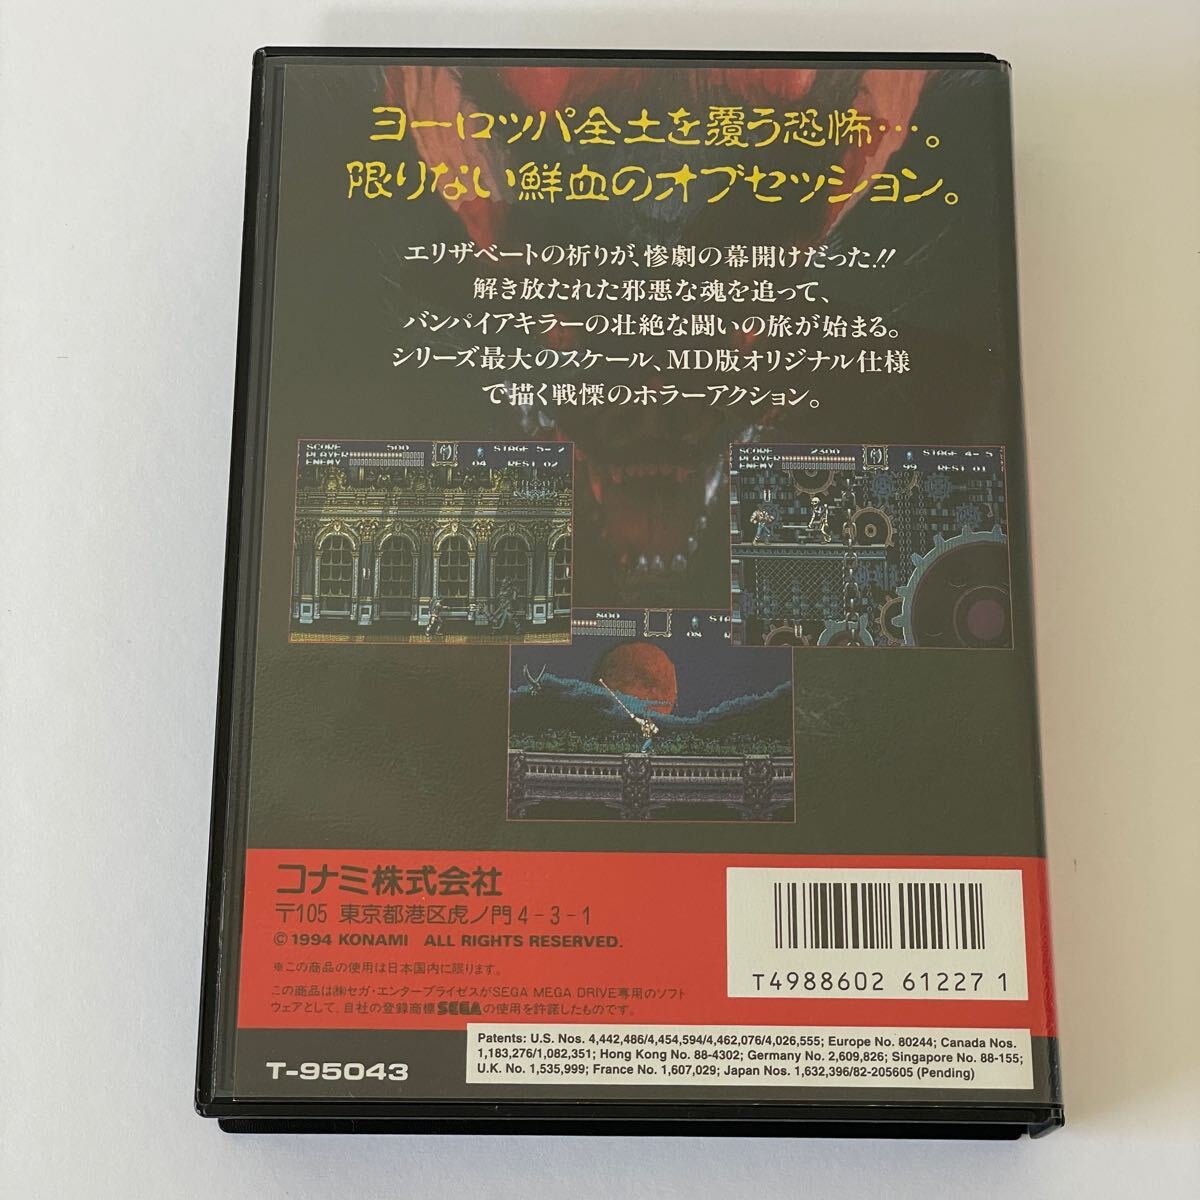 ヨーロッパ全土を覆う恐怖…。
限りない鮮血のオブセッション。
エリザベートの祈りが、惨劇の幕開けだった!!
解き放たれた邪悪な魂を追って、
バンパイアキラーの壮絶な闘いの旅が始まる。
シリーズ最大のスケール、MD版オリジナル仕様
で描く戦慄のホラーアクション。
SCORE 500 STAGE 5-2
PLAYER
ENEMY 04 REST 02
SCORE 2300 STAGE 4-5
PLAYER
ENEMY 99 REST 01
800 STA
08 R
コナミ株式会社
〒105 東京都港区虎ノ門4-3-1
©1994 KONAMI ALL RIGHTS RESERVED.
※この商品の使用は日本国内に限ります。
この商品は㈱セガ・エンタープライゼスがSEGA MEGA DRIVE専用のソフト
ウェアとして、自社の登録商標SEGAの使用を許諾したものです。
T4988602 61227 1
Patents: U.S. Nos. 4,442,486/4,454,594/4,462,076/4,026,555; Europe No. 80244; Canada Nos.
1,183,276/1,082,351; Hong Kong No. 88-4302; Germany No. 2,609,826; Singapore No. 88-155;
U.K. No. 1,535,999; France No. 1,607,029; Japan Nos. 1,632,396/82-205605 (Pending)
T-95043